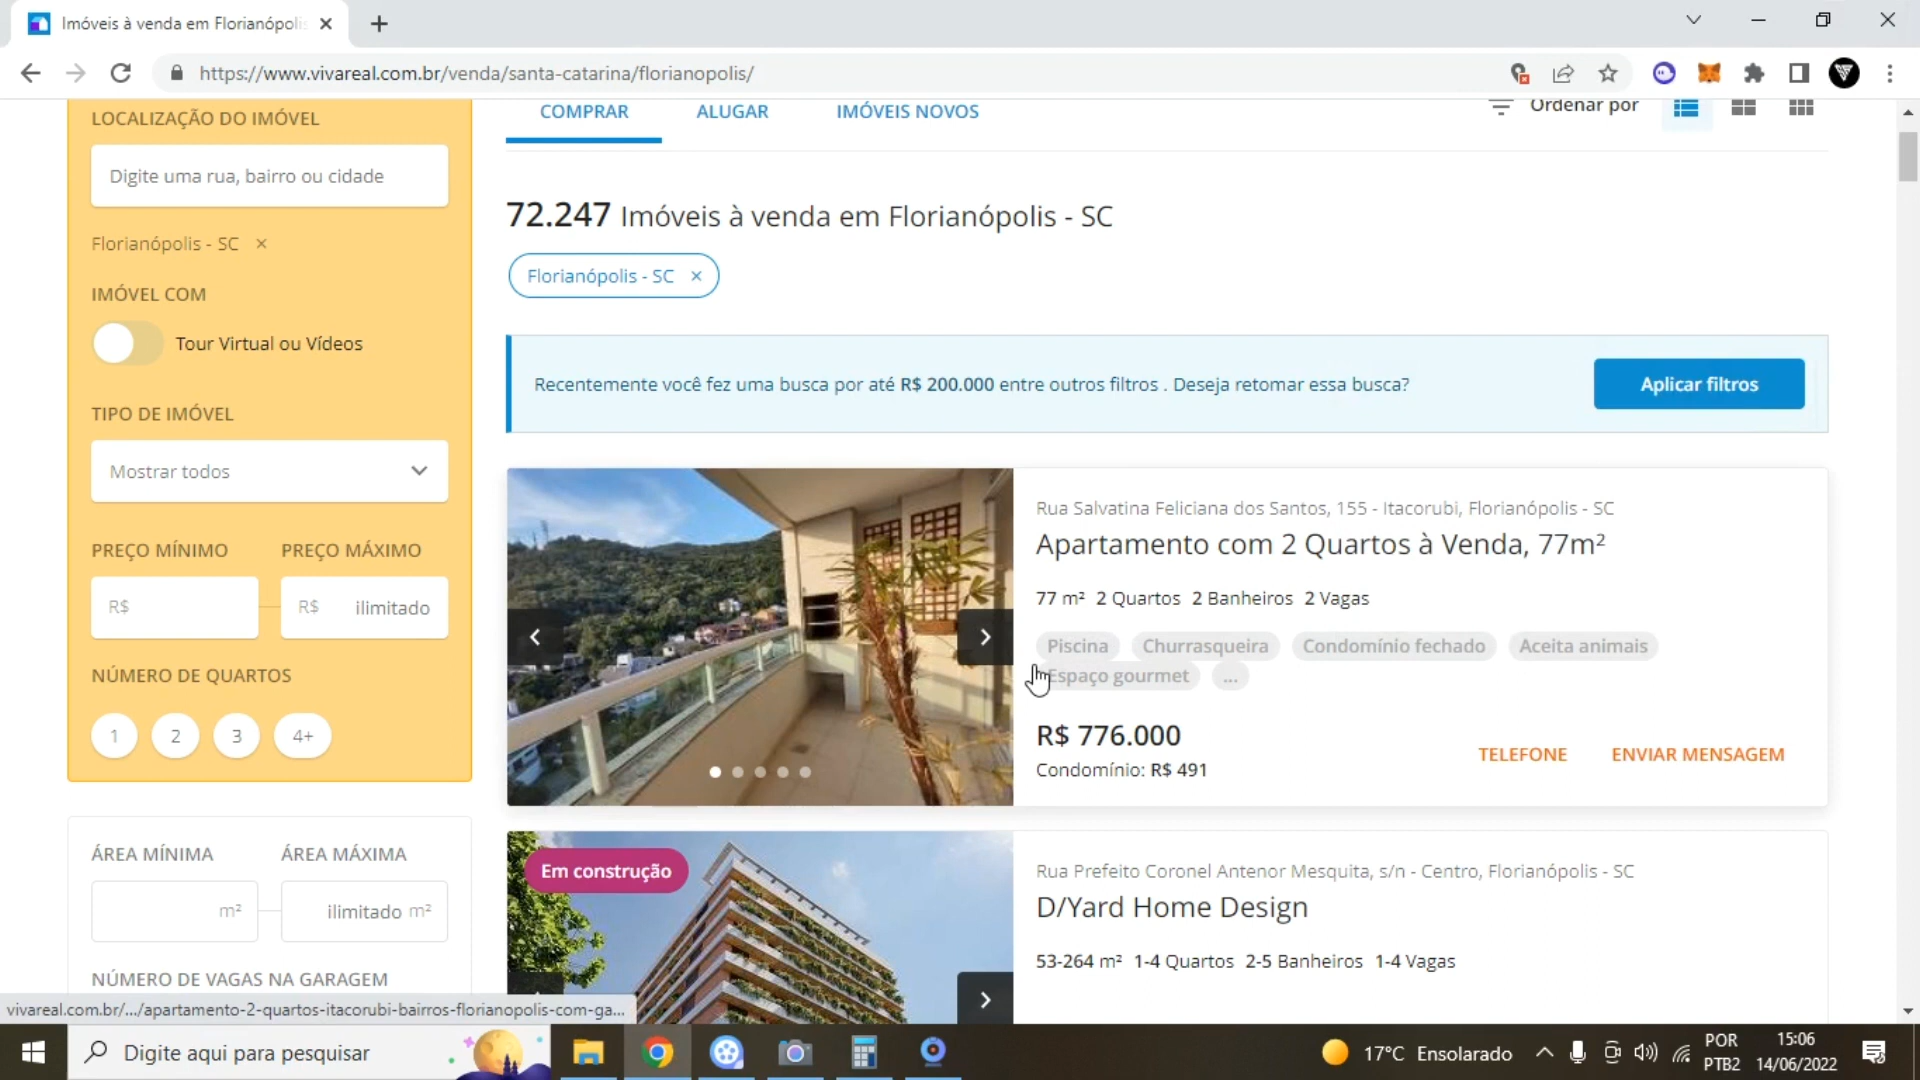 Imóveis à venda em Florianópolis
https://www.vivareal.com.br/venda/santa-catarina/florianopolis/
LOCALIZAÇÃO DO IMÓVEL
Digite uma rua, bairro ou cidade
Florianópolis - SC ×
IMÓVEL COM
Tour Virtual ou Vídeos
TIPO DE IMÓVEL
Mostrar todos
PREÇO MÍNIMO PREÇO MÁXIMO
R$ R$ ilimitado
NÚMERO DE QUARTOS
1 2 3 4+
ÁREA MÍNIMA ÁREA MÁXIMA
m² ilimitado m²
NÚMERO DE VAGAS NA GARAGEM
COMPRAR ALUGAR IMÓVEIS NOVOS
Ordenar por
72.247 Imóveis à venda em Florianópolis - SC
Florianópolis - SC ×
Recentemente você fez uma busca por até R$ 200.000 entre outros filtros . Deseja retomar essa busca?
Aplicar filtros
Rua Salvatina Feliciana dos Santos, 155 - Itacorubi, Florianópolis - SC
Apartamento com 2 Quartos à Venda, 77m²
77 m² 2 Quartos 2 Banheiros 2 Vagas
Piscina Churrasqueira Condomínio fechado Aceita animais
Espaço gourmet ...
R$ 776.000
Condomínio: R$ 491
TELEFONE ENVIAR MENSAGEM
Em construção
Rua Prefeito Coronel Antenor Mesquita, s/n - Centro, Florianópolis - SC
D/Yard Home Design
53-264 m² 1-4 Quartos 2-5 Banheiros 1-4 Vagas
vivareal.com.br/.../apartamento-2-quartos-itacorubi-bairros-florianopolis-com-ga...
Digite aqui para pesquisar
17°C Ensolarado
POR
PTB2
15:06
14/06/2022